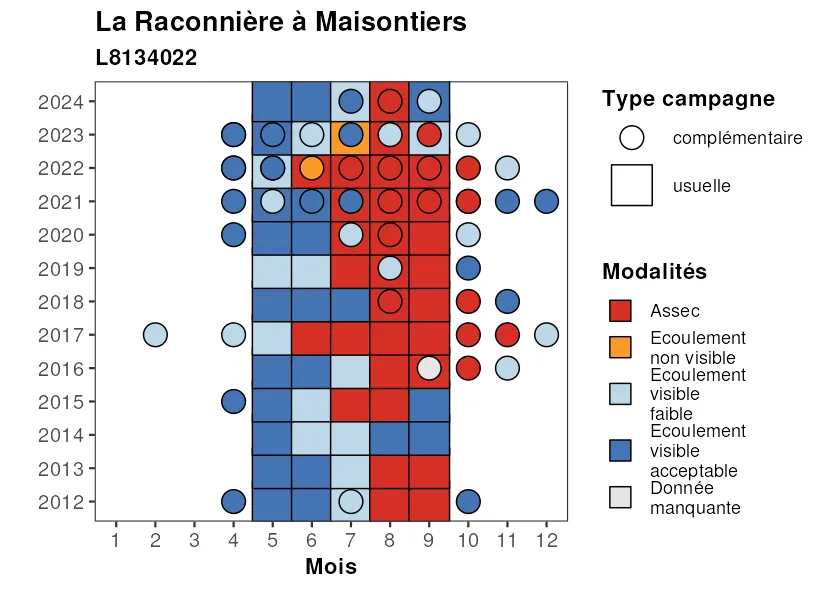 La Raconnière à Maisontiers
L8134022
2024
2023
2022
2021
2020
2019
2018
2017
2016
2015
2014
2013
2012
1 2 3 4 5 6 7 8 9 10 11 12
Mois
Type campagne
complémentaire
usuelle
Modalités
Assec
Ecoulement
non visible
Ecoulement
visible
faible
Ecoulement
visible
acceptable
Donnée
manquante